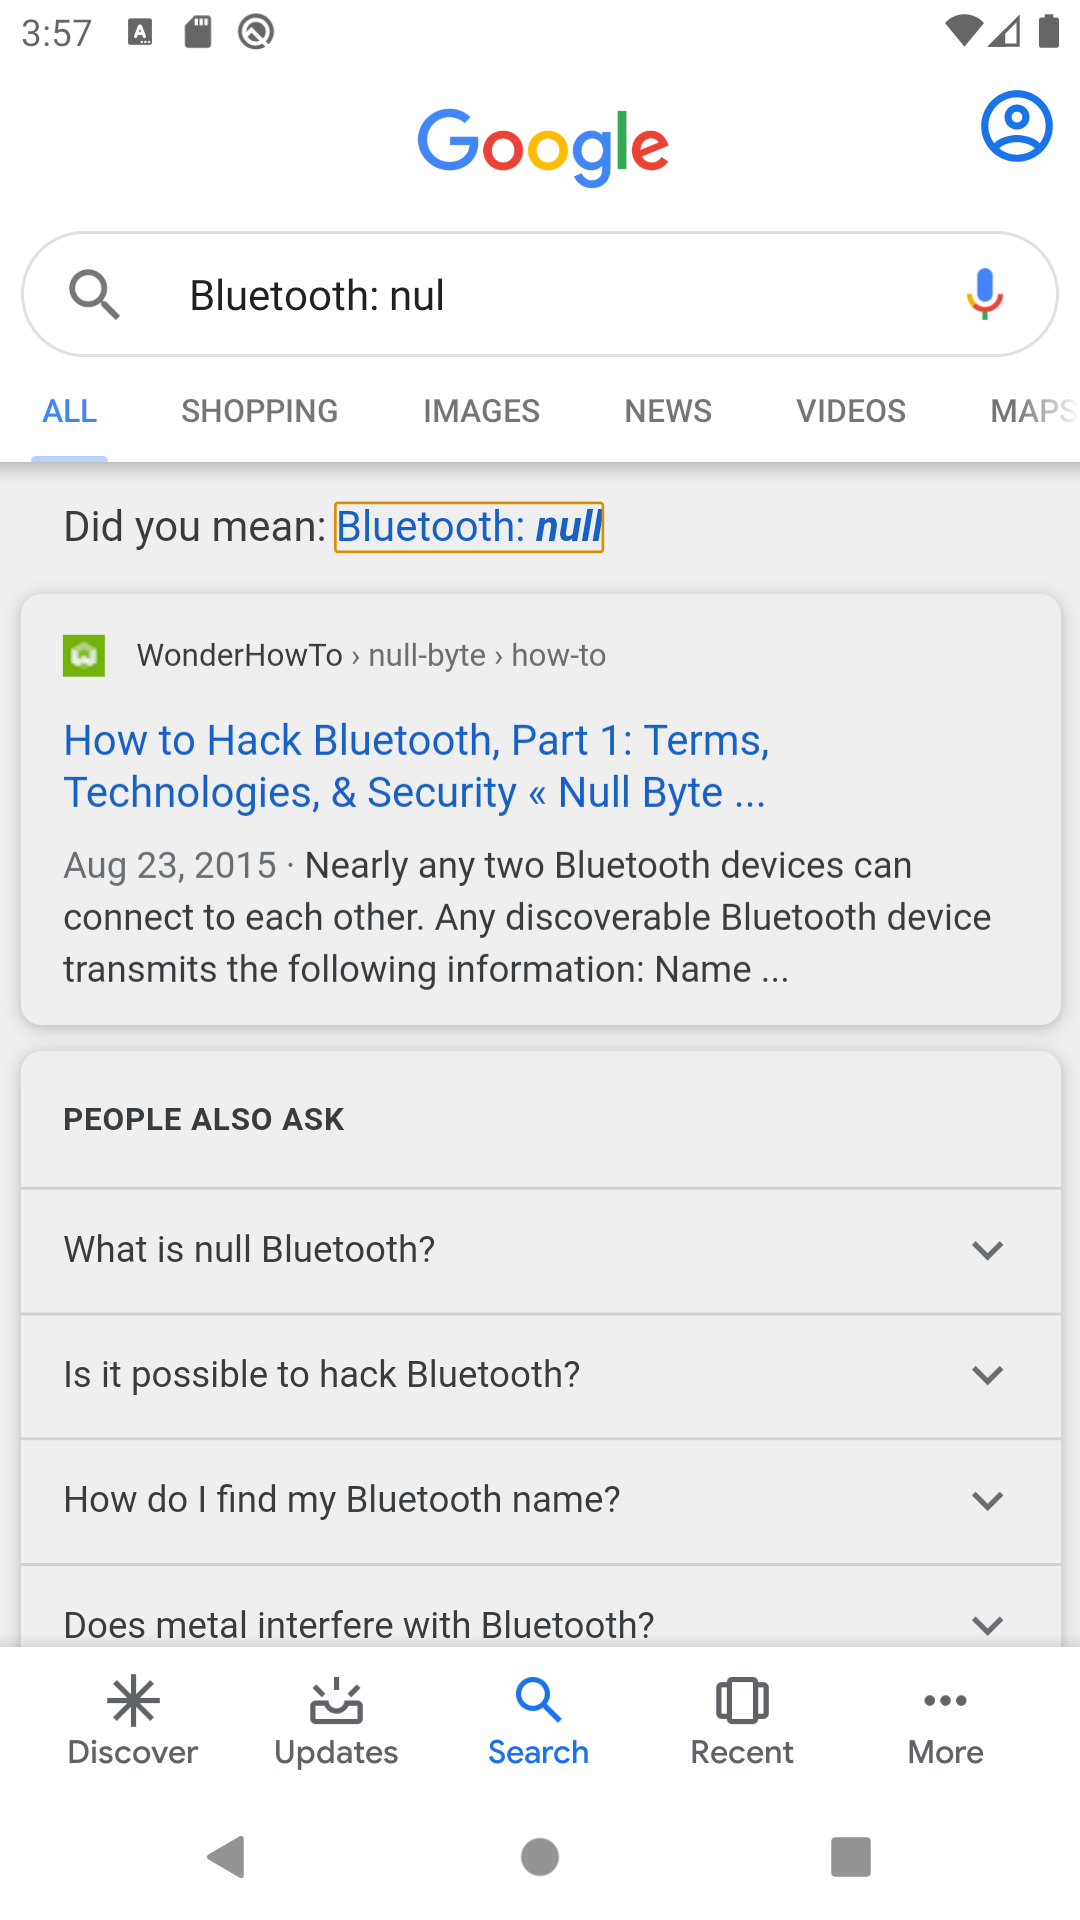 3:57
Google
Bluetooth: nul
ALL SHOPPING IMAGES NEWS VIDEOS MAPS
Did you mean: Bluetooth: null
WonderHowTo › null-byte › how-to
How to Hack Bluetooth, Part 1: Terms,
Technologies, & Security « Null Byte ...
Aug 23, 2015 · Nearly any two Bluetooth devices can
connect to each other. Any discoverable Bluetooth device
transmits the following information: Name ...
PEOPLE ALSO ASK
What is null Bluetooth?
Is it possible to hack Bluetooth?
How do I find my Bluetooth name?
Does metal interfere with Bluetooth?
Discover Updates Search Recent More